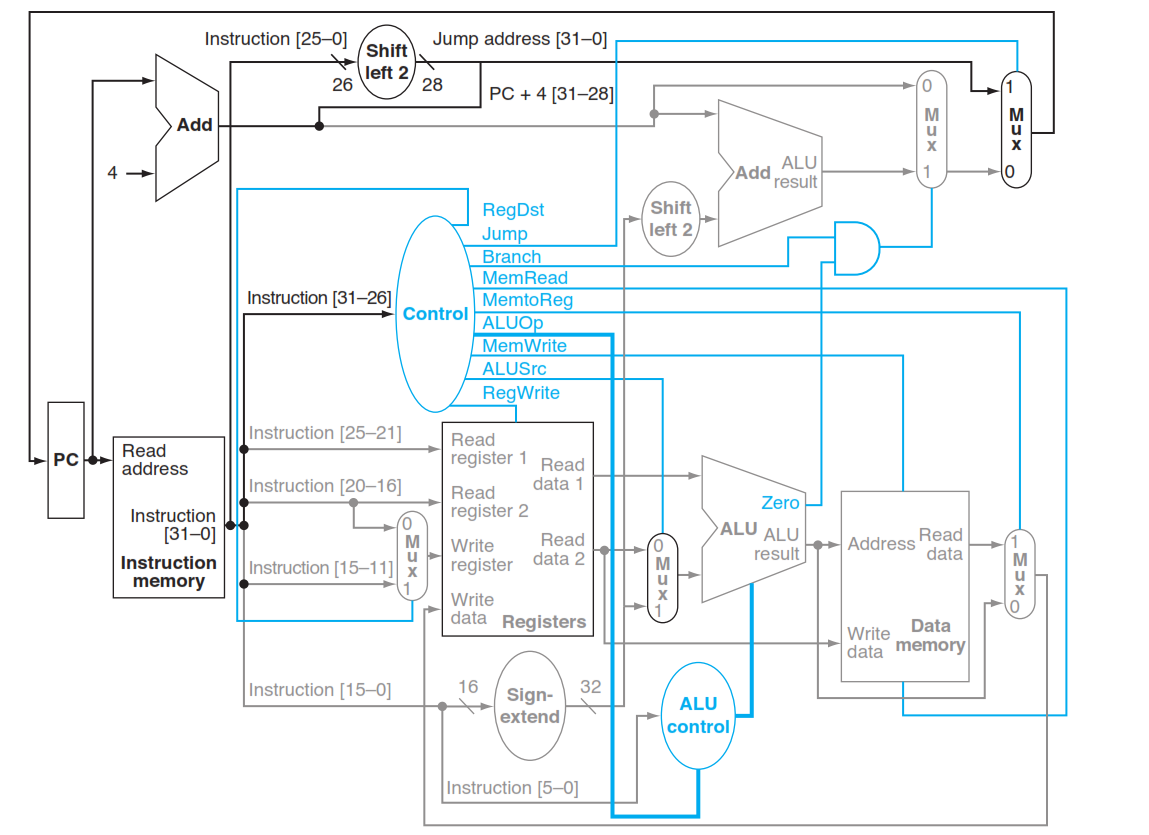 Instruction [25–0]
Shift
left 2
Jump address [31–0]
26
28
PC + 4 [31–28]
Add
4
0
M
u
x
1
1
M
u
x
0
Add
ALU
result
Shift
left 2
RegDst
Jump
Branch
MemRead
MemtoReg
ALUOp
MemWrite
ALUSrc
RegWrite
Instruction [31–26]
Control
PC
Read
address
Instruction
[31–0]
Instruction
memory
Instruction [25–21]
Instruction [20–16]
Instruction [15–11]
0
M
u
x
1
Read
register 1
Read
register 2
Write
register
Write
data
Read
data 1
Read
data 2
Registers
0
M
u
x
1
Zero
ALU
ALU
result
Address
Read
data
Write
data
Data
memory
1
M
u
x
0
Instruction [15–0]
16
Sign-
extend
32
ALU
control
Instruction [5–0]